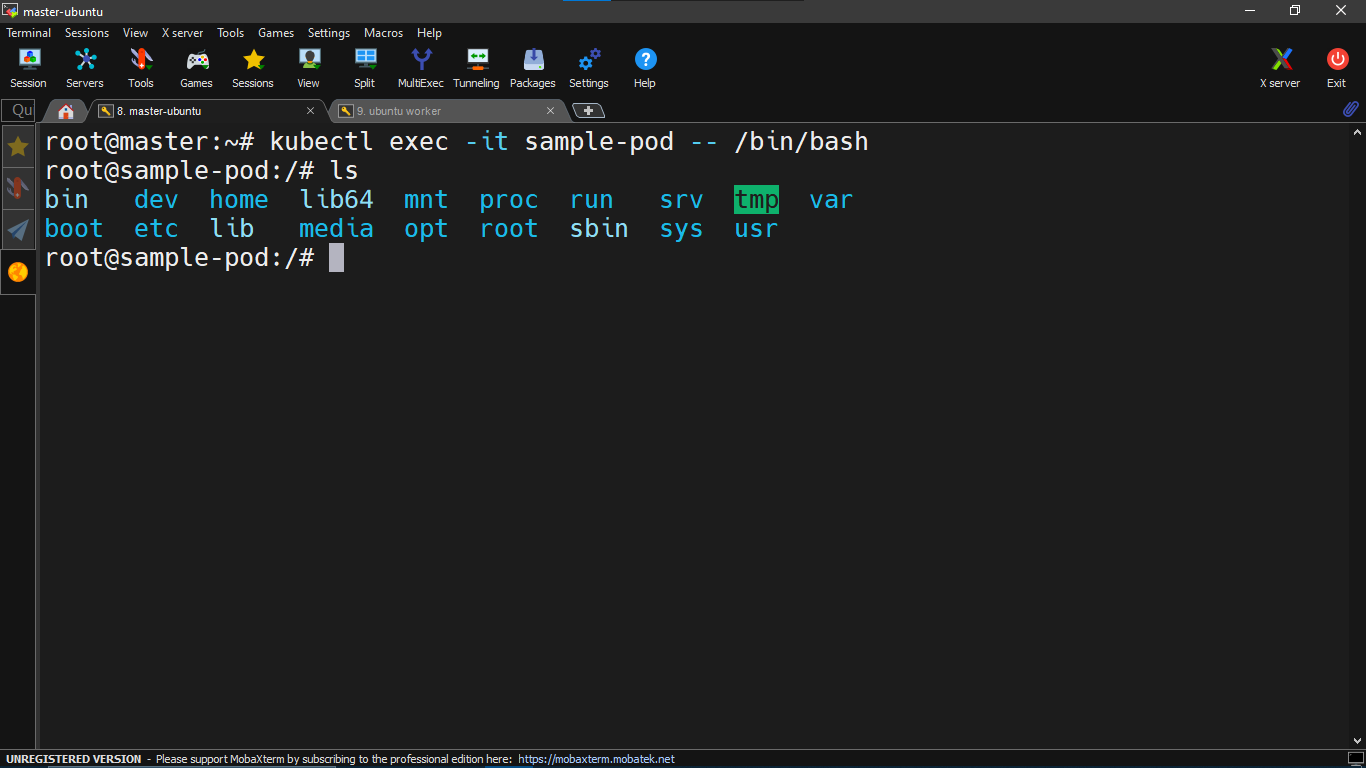 master-ubuntu
Terminal Sessions View X server Tools Games Settings Macros Help
Session Servers Tools Games Sessions View Split MultiExec Tunneling Packages Settings Help X server Exit
Qu 8. master-ubuntu 9. ubuntu worker
root@master:~# kubectl exec -it sample-pod -- /bin/bash
root@sample-pod:/# ls
bin dev home lib64 mnt proc run srv tmp var
boot etc lib media opt root sbin sys usr
root@sample-pod:/#
UNREGISTERED VERSION - Please support MobaXterm by subscribing to the professional edition here: https://mobaxterm.mobatek.net